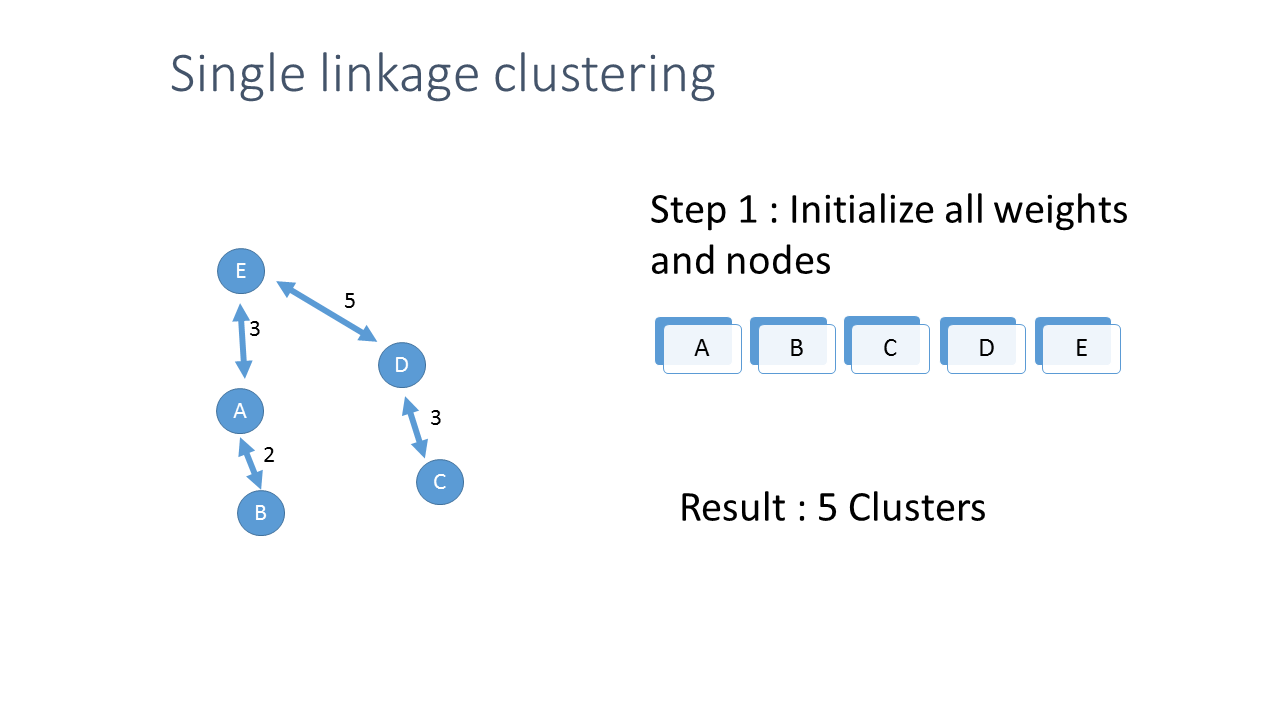 Single linkage clustering
Step 1 : Initialize all weights
and nodes
E
5
3
D
A
3
2
C
B
A B C D E
Result : 5 Clusters